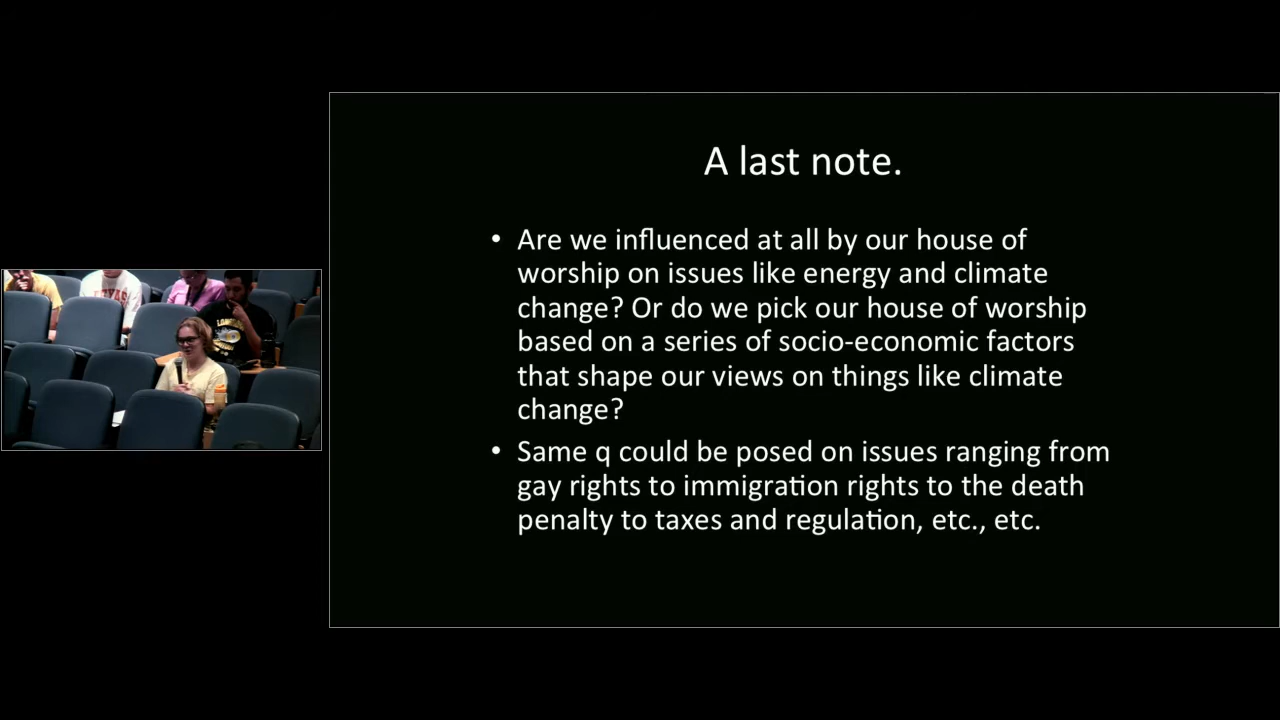 A last note.
• Are we influenced at all by our house of
worship on issues like energy and climate
change? Or do we pick our house of worship
based on a series of socio-economic factors
that shape our views on things like climate
change?
• Same q could be posed on issues ranging from
gay rights to immigration rights to the death
penalty to taxes and regulation, etc., etc.